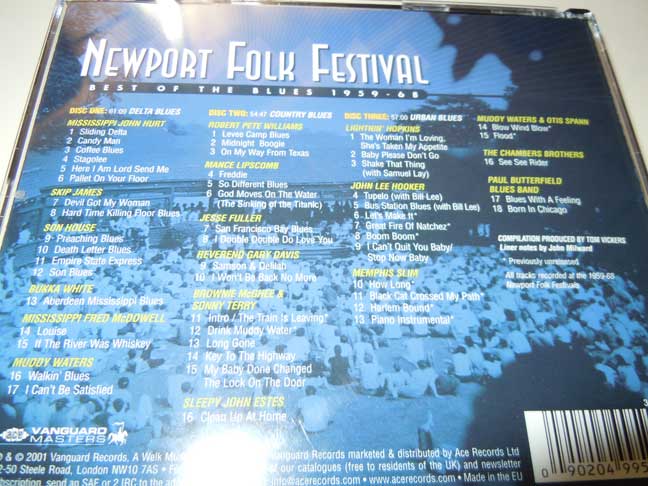 NEWPORT FOLK FESTIVAL
BEST OF THE BLUES 1959-68
DISC ONE: 61:00 DELTA BLUES
MISSISSIPPI JOHN HURT
1 Sliding Delta
2 Candy Man
3 Coffee Blues
4 Stagolee
5 Here I Am Lord Send Me
6 Pallet On Your Floor
SKIP JAMES
7 Devil Got My Woman
8 Hard Time Killing Floor Blues
SON HOUSE
9 Preaching Blues
10 Death Letter Blues
11 Empire State Express
12 Son Blues
BUKKA WHITE
13 Aberdeen Mississippi Blues
MISSISSIPPI FRED McDOWELL
14 Louise
15 If The River Was Whiskey
MUDDY WATERS
16 Walkin' Blues
17 I Can't Be Satisfied
DISC TWO: 54:47 COUNTRY BLUES
ROBERT PETE WILLIAMS
1 Levee Camp Blues
2 Midnight Boogie
3 On My Way From Texas
MANCE LIPSCOMB
4 Freddie
5 So Different Blues
6 God Moves On The Water
(The Sinking of the Titanic)
JESSE FULLER
7 San Francisco Bay Blues
8 I Double Double Do Love You
REVEREND GARY DAVIS
9 Samson & Delilah
10 I Won't Be Back No More
BROWNIE McGHEE &
SONNY TERRY
11 Intro / The Train Is Leaving*
12 Drink Muddy Water*
13 Long Gone
14 Key To The Highway
15 My Baby Done Changed
The Lock On The Door
SLEEPY JOHN ESTES
16 Clean Up At Home
DISC THREE: 57:00 URBAN BLUES
LIGHTNIN' HOPKINS
1 The Woman I'm Loving,
She's Taken My Appetite
2 Baby Please Don't Go
3 Shake That Thing
(with Samuel Lay)
JOHN LEE HOOKER
4 Tupelo (with Bill Lee)
5 Bus Station Blues (with Bill Lee)
6 Let's Make It*
7 Great Fire Of Natchez*
8 Boom Boom*
9 I Can't Quit You Baby/
Stop Now Baby
MEMPHIS SLIM
10 How Long*
11 Black Cat Crossed My Path*
12 Harlem Bound*
13 Piano Instrumental*
MUDDY WATERS & OTIS SPANN
14 Blow Wind Blow*
15 Flood*
THE CHAMBERS BROTHERS
16 See See Rider
PAUL BUTTERFIELD
BLUES BAND
17 Blues With A Feeling
18 Born In Chicago
COMPILATION PRODUCED BY TOM VICKERS
Liner notes by John Milward
*Previously unreleased
All tracks recorded at the 1959-68
Newport Folk Festivals
VANGUARD
MASTERS
& © 2001 Vanguard Records, A Welk Mu Vanguard Records marketed & distributed by Ace Records Ltd
2-50 Steele Road, London NW10 7AS • F of our catalogues (free to residents of the UK) and newsletter
bscription, send an SAE or 2 IRC to the add e-info@acerecords.com • www.acerecords.com Made in the EU
0 90204 995